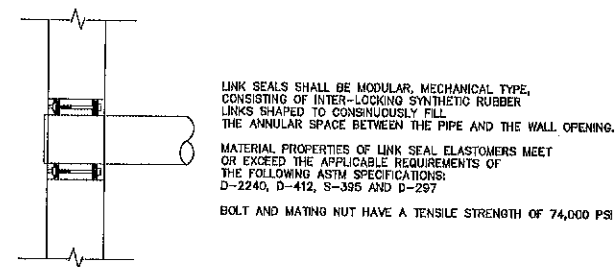 LINK SEALS SHALL BE MODULAR, MECHANICAL TYPE,
CONSISTING OF INTER-LOCKING SYNTHETIC RUBBER
LINKS SHAPED TO CONSINUOUSLY FILL
THE ANNULAR SPACE BETWEEN THE PIPE AND THE WALL OPENING.
MATERIAL PROPERTIES OF LINK SEAL ELASTOMERS MEET
OR EXCEED THE APPLICABLE REQUIREMENTS OF
THE FOLLOWING ASTM SPECIFICATIONS:
D-2240, D-412, S-395 AND D-297
BOLT AND MATING NUT HAVE A TENSILE STRENGTH OF 74,000 PSI